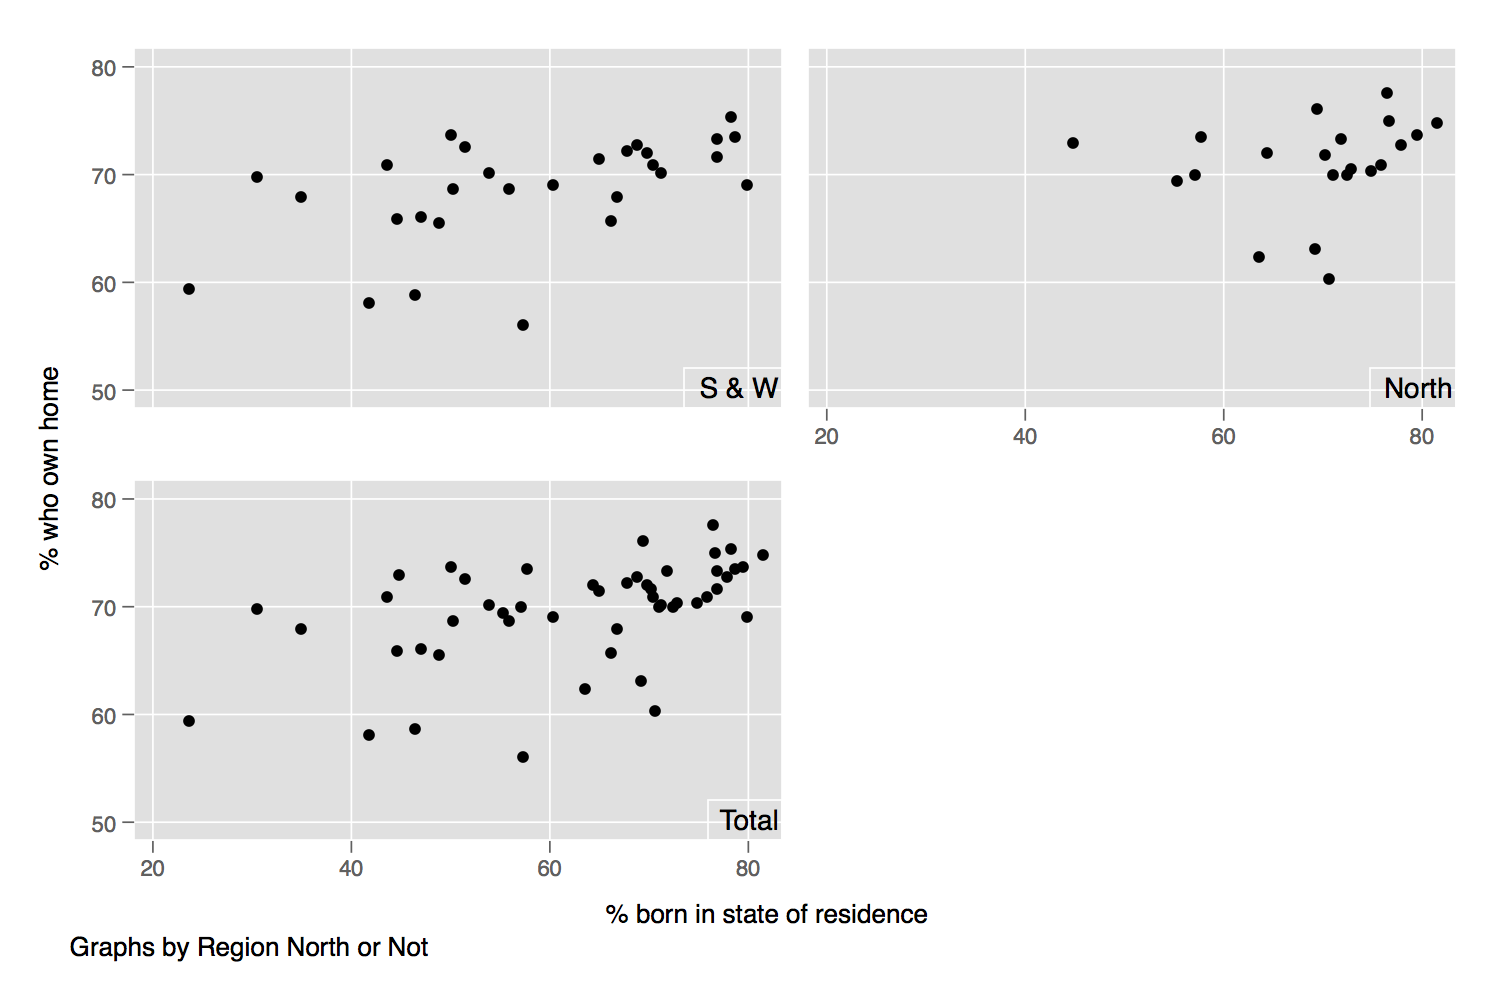 80
70
60
50
S & W
North
20 40 60 80
% who own home
80
70
60
50
Total
20 40 60 80
% born in state of residence
Graphs by Region North or Not